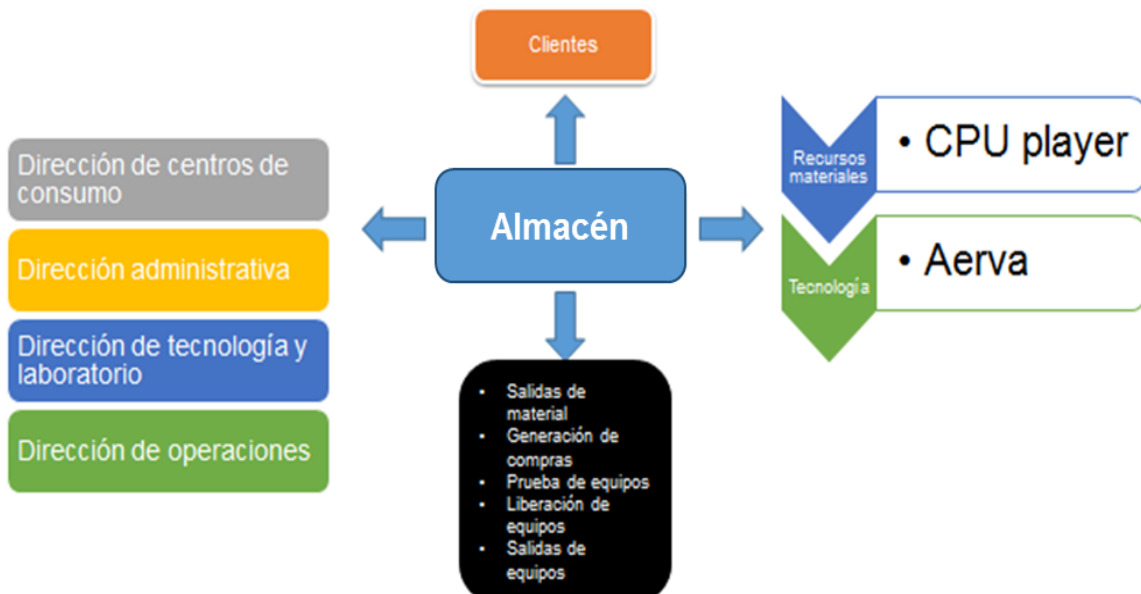 Clientes
Dirección de centros de
consumo
Dirección administrativa
Dirección de tecnología y
laboratorio
Dirección de operaciones
Almacén
Recursos
materiales
• CPU player
Tecnología
• Aerva
• Salidas de
material
• Generación de
compras
• Prueba de equipos
• Liberación de
equipos
• Salidas de
equipos